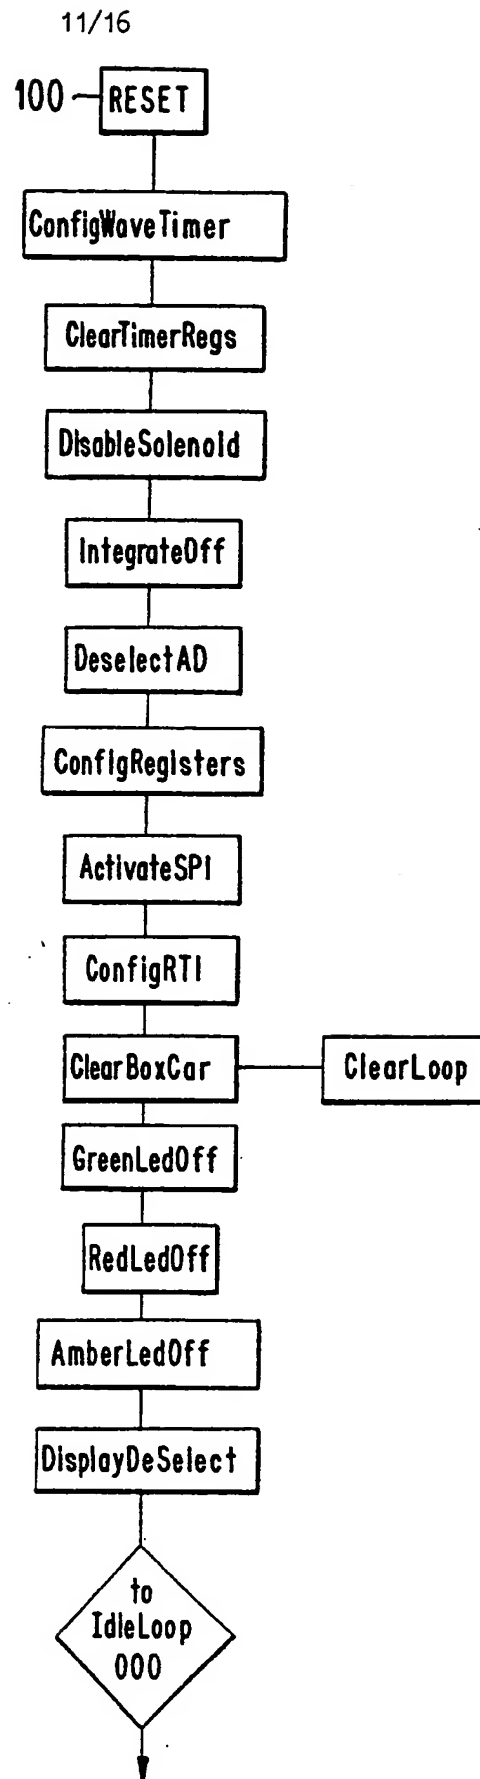 11/16
100 RESET
ConfigWaveTimer
ClearTimerRegs
DisableSolenoid
IntegrateOff
DeselectAD
ConfigRegisters
ActivateSPI
ConfigRTI
ClearBoxCar
ClearLoop
GreenLedOff
RedLedOff
AmberLedOff
DisplayDeSelect
to
IdleLoop
000